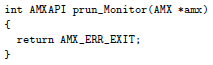 int AMXAPI prun_Monitor(AMX *amx)
{
  return AMX_ERR_EXIT;
}